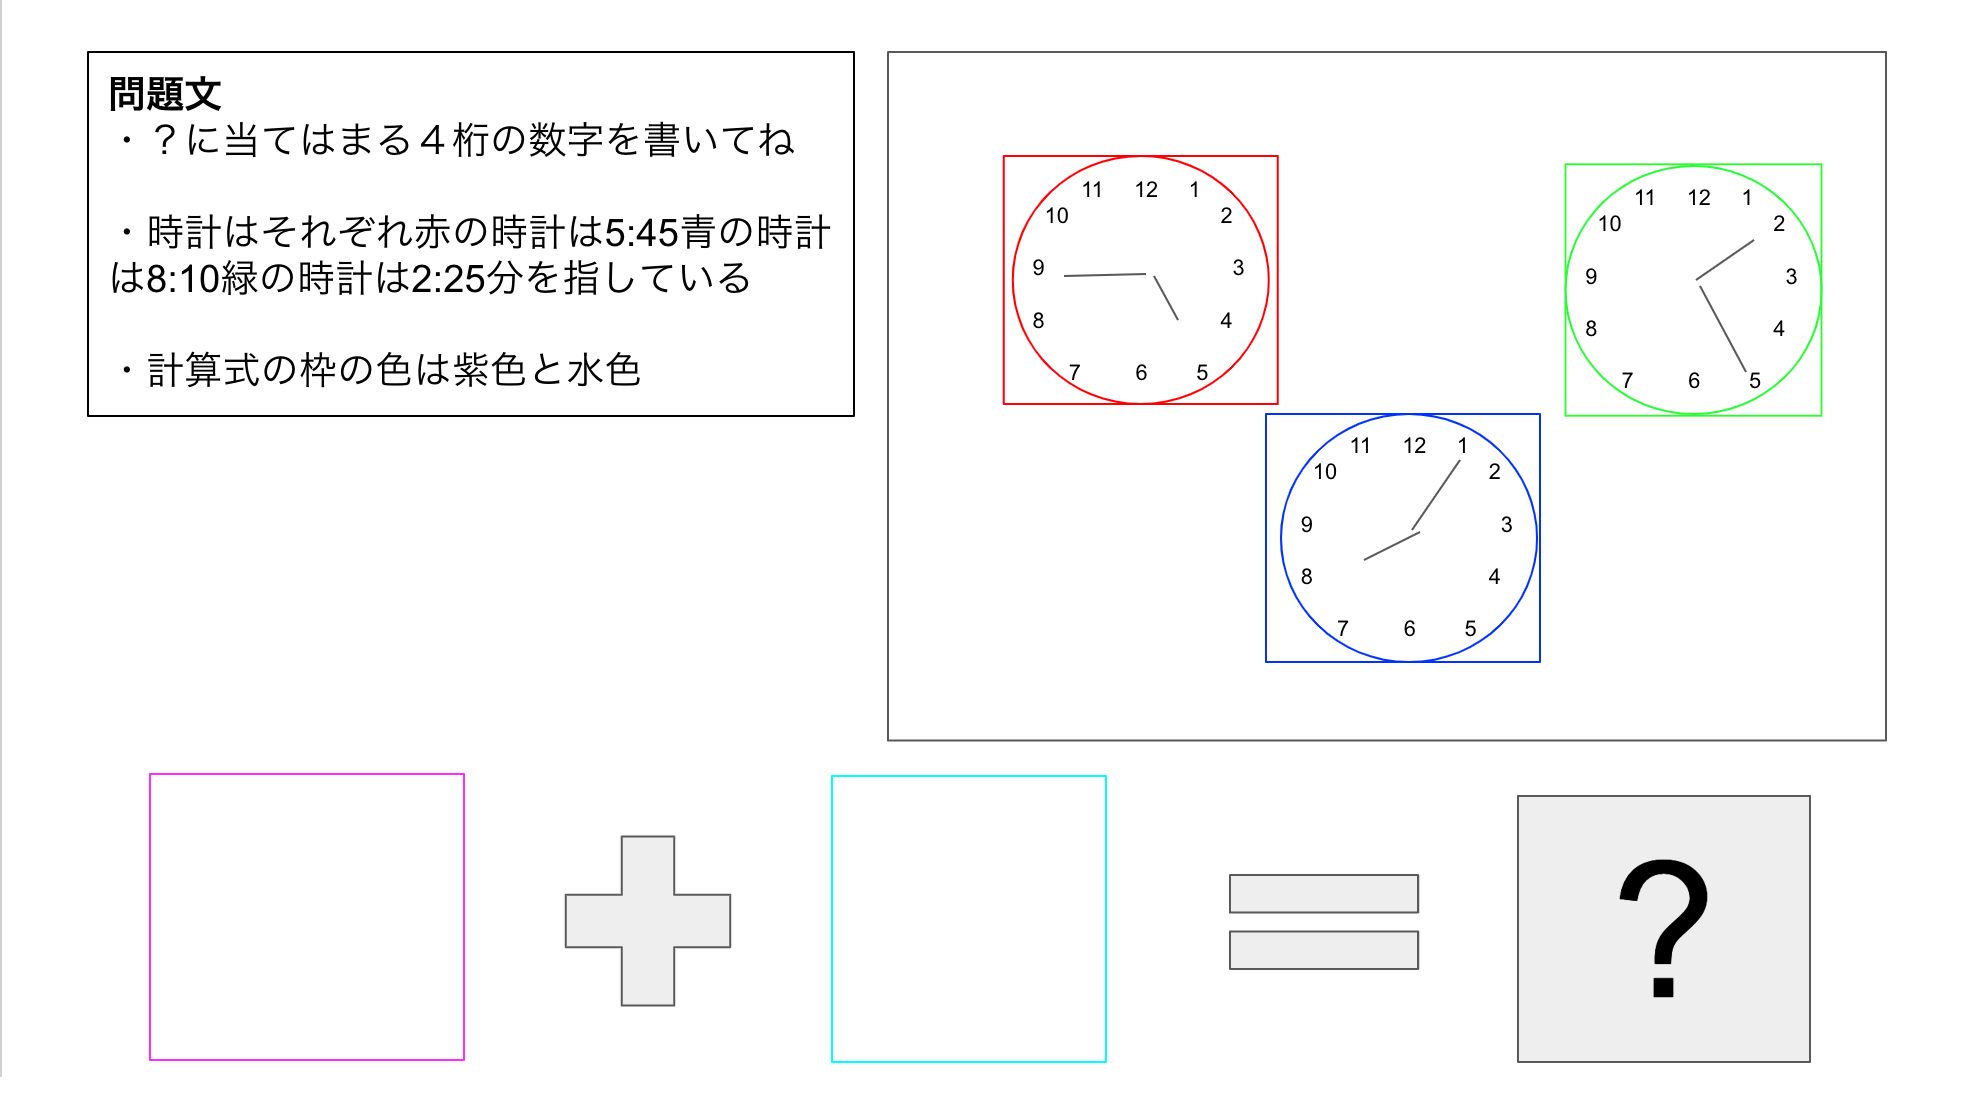 問題文
・？に当てはまる４桁の数字を書いてね
・時計はそれぞれ赤の時計は5:45青の時計
は8:10緑の時計は2:25分を指している
・計算式の枠の色は紫色と水色
11 12 1
10 2
9 3
8 4
7 6 5
11 12 1
10 2
9 3
8 4
7 6 5
11 12 1
10 2
9 3
8 4
7 6 5
?